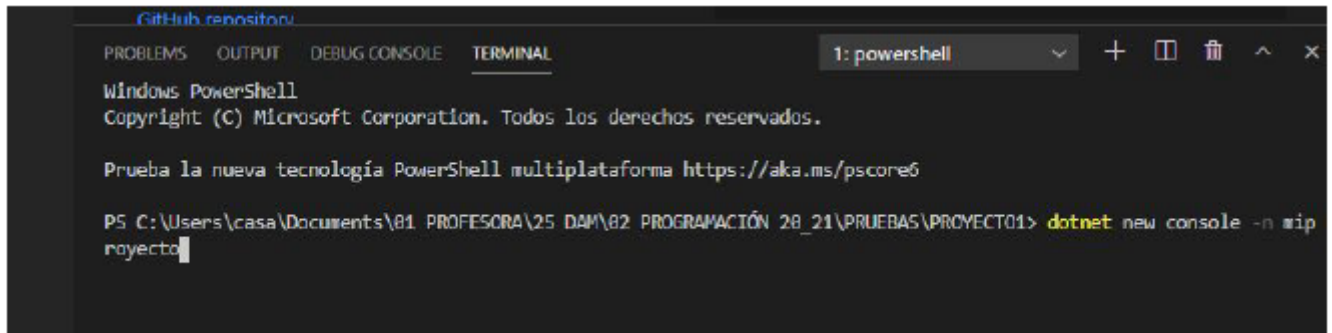 GitHub repository
PROBLEMS OUTPUT DEBUG CONSOLE TERMINAL 1: powershell
Windows PowerShell
Copyright (C) Microsoft Corporation. Todos los derechos reservados.
Prueba la nueva tecnología PowerShell multiplataforma https://aka.ms/pscore6
PS C:\Users\casa\Documents\01 PROFESORA\25 DAM\02 PROGRAMACIÓN 20_21\PRUEBAS\PROYECTO1> dotnet new console -n mip
royecto